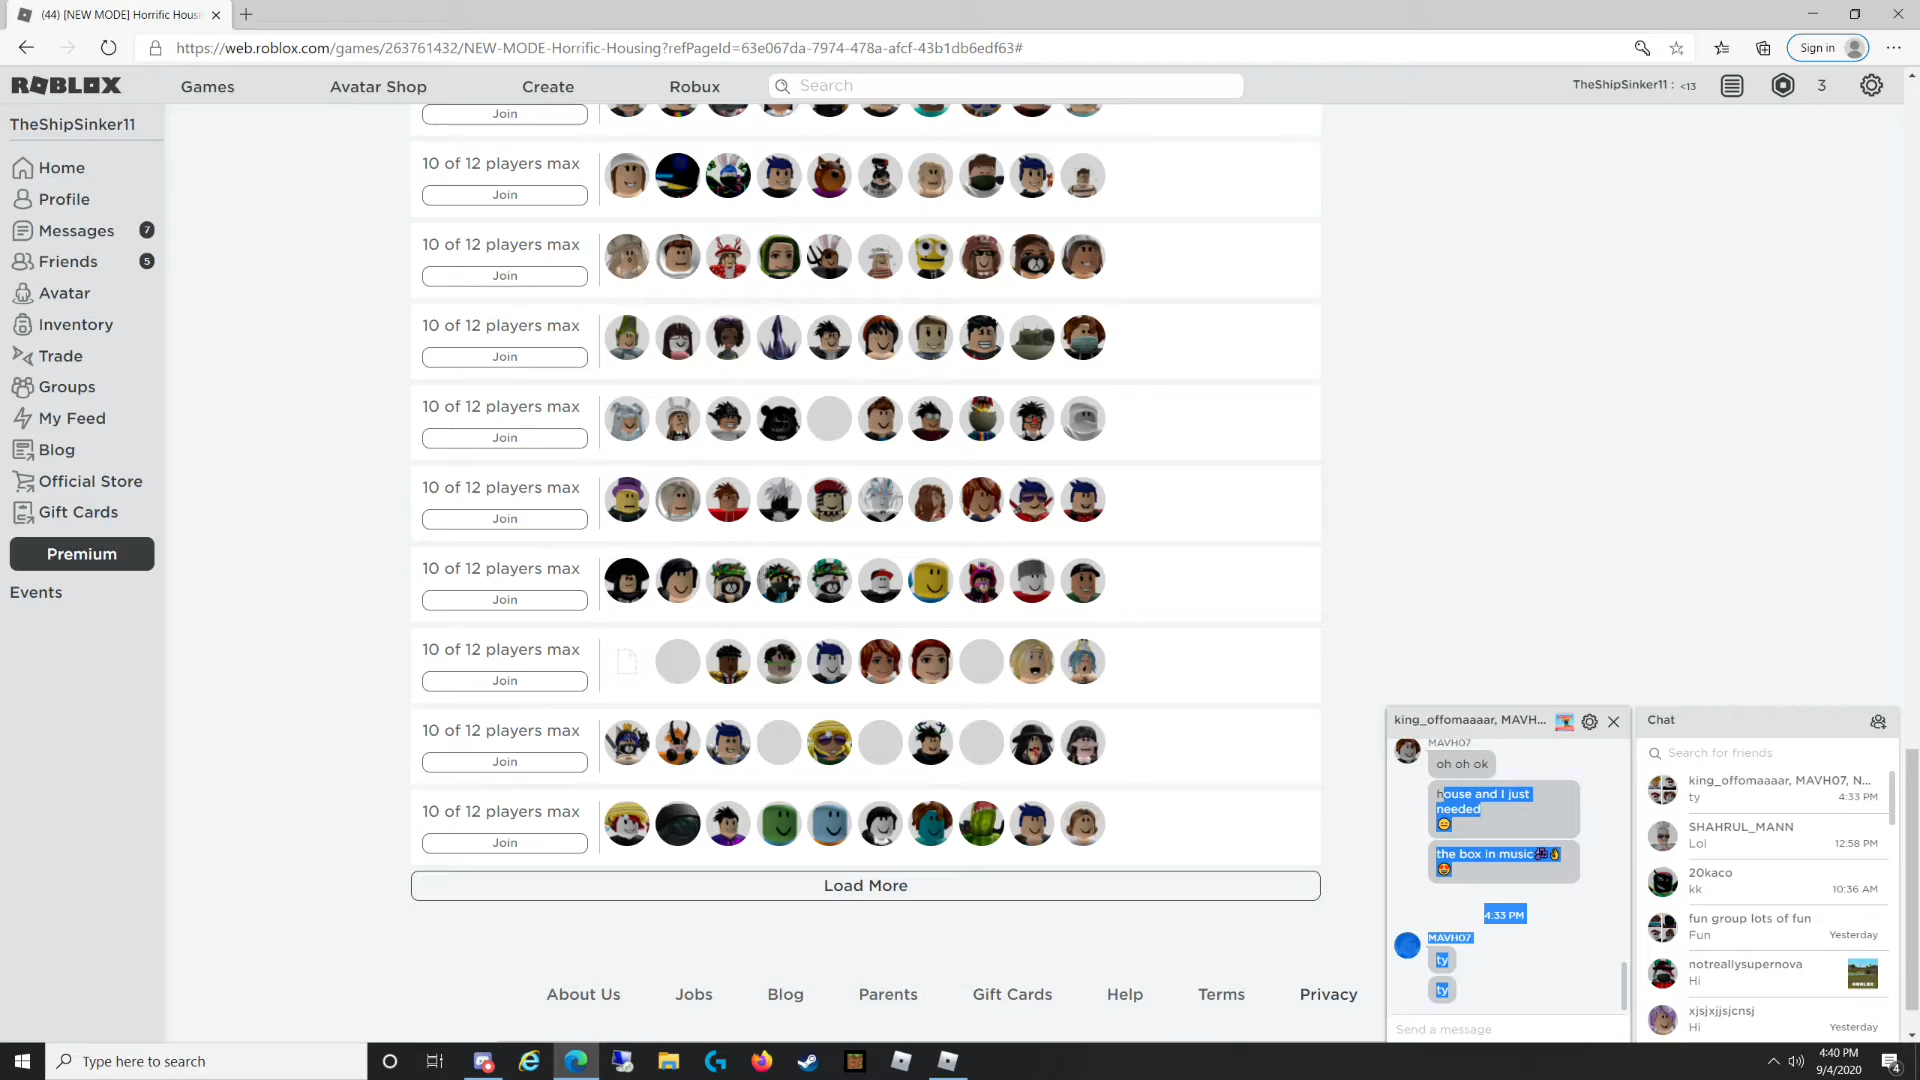 (44) [NEW MODE] Horrific Housi
https://web.roblox.com/games/263761432/NEW-MODE-Horrific-Housing?refPageId=63e067da-7974-478a-afcf-43b1db6edf63#
Sign in
ROBLOX
Games
Avatar Shop
Create
Robux
Search
TheShipSinker11 : <13
3
TheShipSinker11
Home
Profile
Messages 7
Friends 5
Avatar
Inventory
Trade
Groups
My Feed
Blog
Official Store
Gift Cards
Premium
Events
Join
10 of 12 players max
Join
10 of 12 players max
Join
10 of 12 players max
Join
10 of 12 players max
Join
10 of 12 players max
Join
10 of 12 players max
Join
10 of 12 players max
Join
10 of 12 players max
Join
10 of 12 players max
Join
Load More
About Us
Jobs
Blog
Parents
Gift Cards
Help
Terms
Privacy
king_offomaaaar, MAVH...
MAVH07
oh oh ok
house and I just
needed
😐
the box in music🎼👌
🤩
4:33 PM
MAVH07
ty
ty
Send a message
Chat
Search for friends
king_offomaaaar, MAVH07, N...
ty 4:33 PM
SHAHRUL_MANN
Lol 12:58 PM
20kaco
kk 10:36 AM
fun group lots of fun
Fun Yesterday
notreallysupernova
Hi
ROBLOX
xjsjxjjsjcnsj
Hi Yesterday
Type here to search
4:40 PM
9/4/2020
4